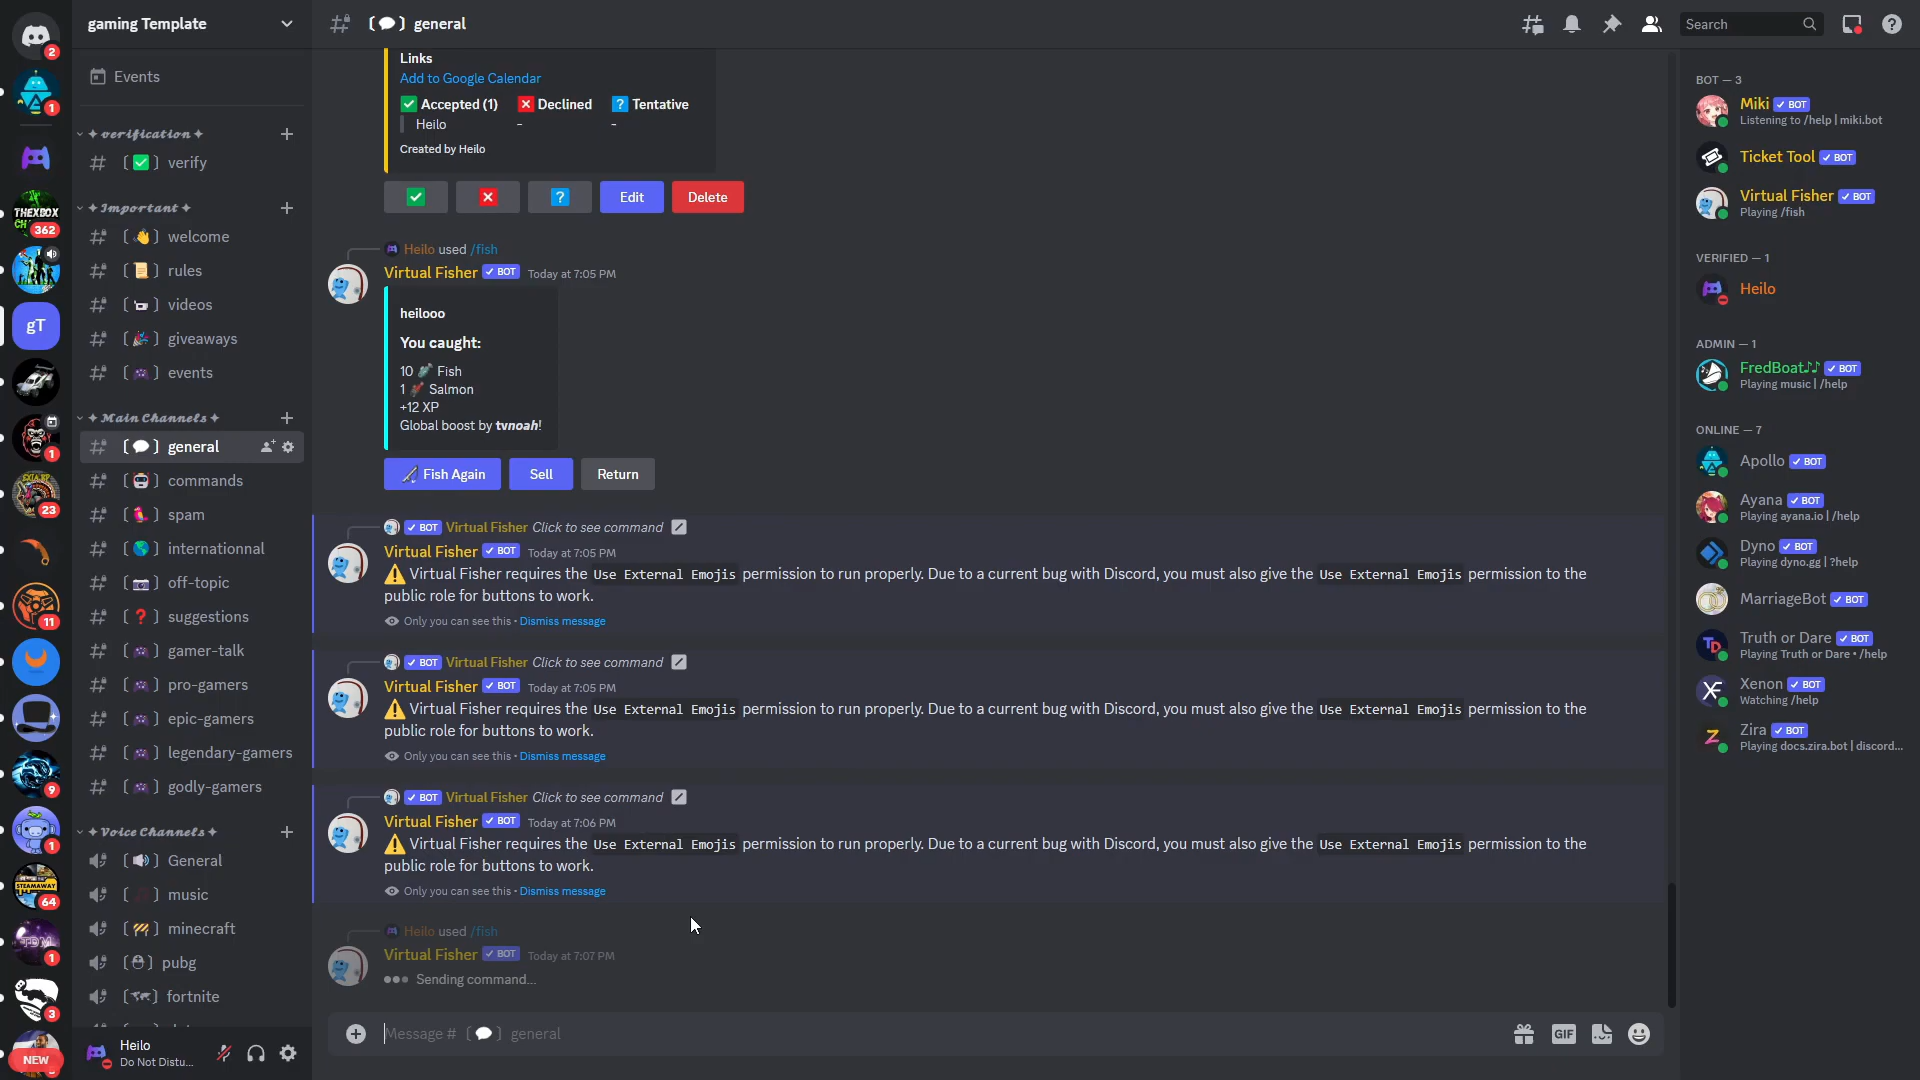 2
1
THEXBOX
362
gT
1
23
11
9
1
STEAMAWAY
64
TDM
1
3
NEW
gaming Template
Events
✦ verification ✦
verify
✦ Important ✦
welcome
rules
videos
giveaways
events
✦ Main Channels ✦
general
commands
spam
internationnal
off-topic
suggestions
gamer-talk
pro-gamers
epic-gamers
legendary-gamers
godly-gamers
✦ Voice Channels ✦
General
music
minecraft
pubg
fortnite
Heilo
Do Not Distu...
general
Search
Links
Add to Google Calendar
Accepted (1) Declined Tentative
Heilo - -
Created by Heilo
Edit Delete
Heilo used /fish
Virtual Fisher BOT Today at 7:05 PM
heilooo
You caught:
10 Fish
1 Salmon
+12 XP
Global boost by tvnoah!
Fish Again Sell Return
BOT Virtual Fisher Click to see command
Virtual Fisher BOT Today at 7:05 PM
Virtual Fisher requires the Use External Emojis permission to run properly. Due to a current bug with Discord, you must also give the Use External Emojis permission to the
public role for buttons to work.
Only you can see this • Dismiss message
BOT Virtual Fisher Click to see command
Virtual Fisher BOT Today at 7:05 PM
Virtual Fisher requires the Use External Emojis permission to run properly. Due to a current bug with Discord, you must also give the Use External Emojis permission to the
public role for buttons to work.
Only you can see this • Dismiss message
BOT Virtual Fisher Click to see command
Virtual Fisher BOT Today at 7:06 PM
Virtual Fisher requires the Use External Emojis permission to run properly. Due to a current bug with Discord, you must also give the Use External Emojis permission to the
public role for buttons to work.
Only you can see this • Dismiss message
Heilo used /fish
Virtual Fisher BOT Today at 7:07 PM
Sending command...
Message # general
GIF
BOT — 3
Miki BOT
Listening to /help | miki.bot
Ticket Tool BOT
Virtual Fisher BOT
Playing /fish
VERIFIED — 1
Heilo
ADMIN — 1
FredBoat♪♪ BOT
Playing music | /help
ONLINE — 7
Apollo BOT
Ayana BOT
Playing ayana.io | /help
Dyno BOT
Playing dyno.gg | ?help
MarriageBot BOT
Truth or Dare BOT
Playing Truth or Dare • /help
Xenon BOT
Watching /help
Zira BOT
Playing docs.zira.bot | discord...